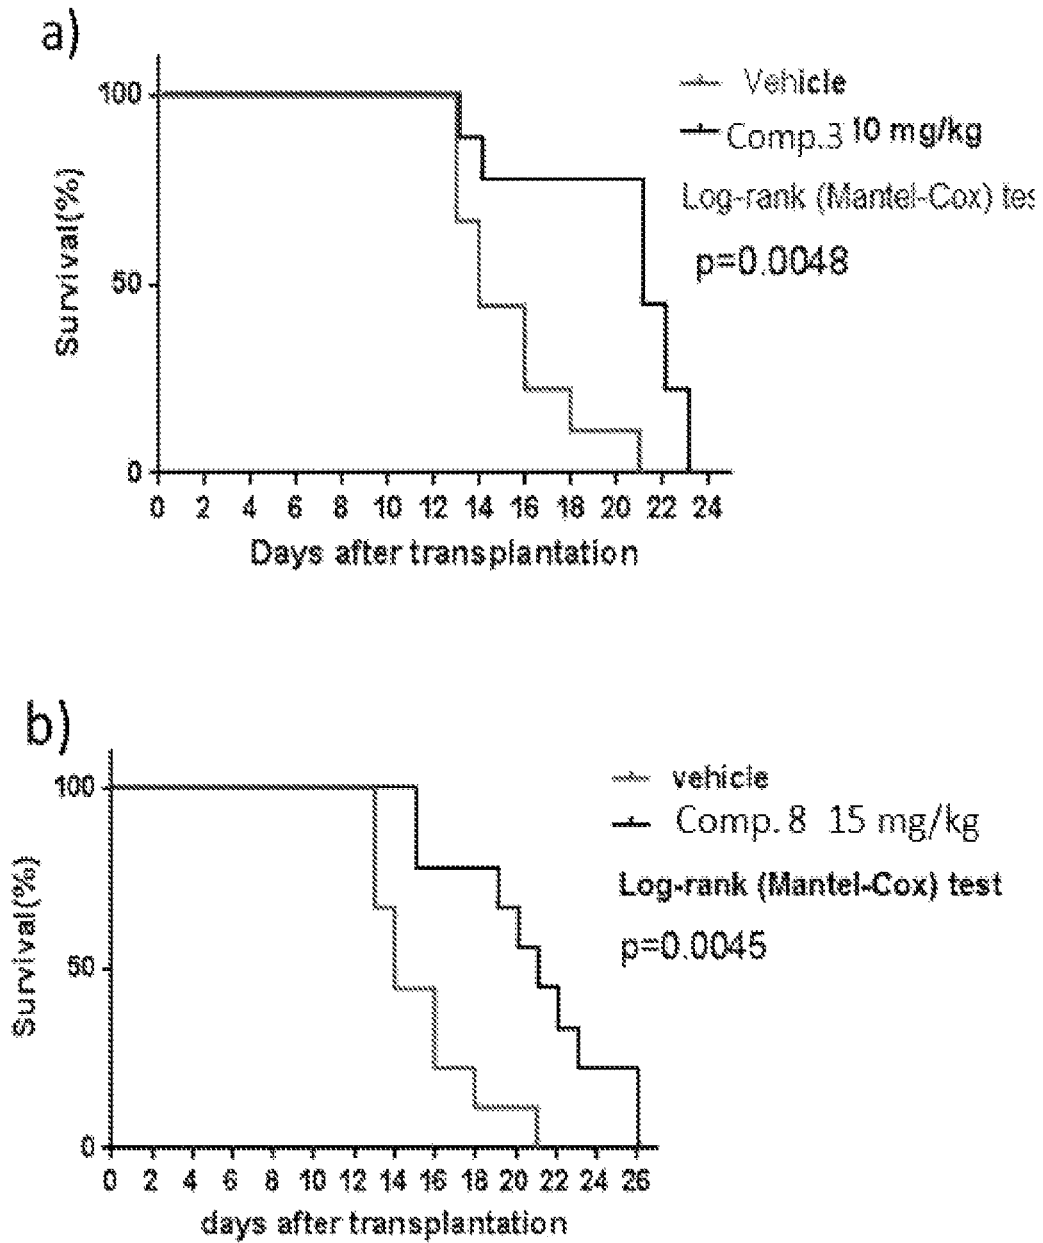 a)
Vehicle
Comp.3 10 mg/kg
Log-rank (Mantel-Cox) tes
p=0.0048
Survival(%)
100
50
0
0 2 4 6 8 10 12 14 16 18 20 22 24
Days after transplantation
b)
vehicle
Comp. 8 15 mg/kg
Log-rank (Mantel-Cox) test
p=0.0045
Survival(%)
100
50
0
0 2 4 6 8 10 12 14 16 18 20 22 24 26
days after transplantation